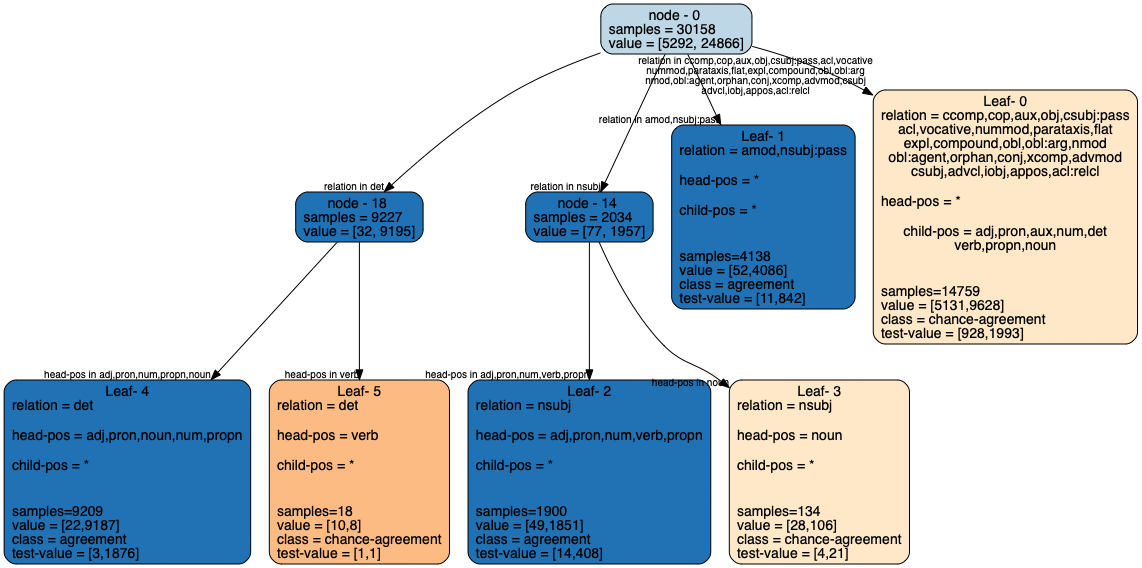 node - 0
samples = 30158
value = [5292, 24866]
relation in ccomp,cop,aux,obj,csubj:pass,acl,vocative
nummod,parataxis,flat,expl,compound,obl,obl:arg
nmod,obl:agent,orphan,conj,xcomp,advmod,csubj
advcl,iobj,appos,acl:relcl
Leaf- 0
relation = ccomp,cop,aux,obj,csubj:pass
acl,vocative,nummod,parataxis,flat
expl,compound,obl,obl:arg,nmod
obl:agent,orphan,conj,xcomp,advmod
csubj,advcl,iobj,appos,acl:relcl
head-pos = *
child-pos = adj,pron,aux,num,det
verb,propn,noun
samples=14759
value = [5131,9628]
class = chance-agreement
test-value = [928,1993]
relation in amod,nsubj:pass
Leaf- 1
relation = amod,nsubj:pass
head-pos = *
child-pos = *
samples=4138
value = [52,4086]
class = agreement
test-value = [11,842]
relation in det
node - 18
samples = 9227
value = [32, 9195]
relation in nsubj
node - 14
samples = 2034
value = [77, 1957]
head-pos in adj,pron,num,propn,noun
Leaf- 4
relation = det
head-pos = adj,pron,noun,num,propn
child-pos = *
samples=9209
value = [22,9187]
class = agreement
test-value = [3,1876]
head-pos in verb
Leaf- 5
relation = det
head-pos = verb
child-pos = *
samples=18
value = [10,8]
class = chance-agreement
test-value = [1,1]
head-pos in adj,pron,num,verb,propn
Leaf- 2
relation = nsubj
head-pos = adj,pron,num,verb,propn
child-pos = *
samples=1900
value = [49,1851]
class = agreement
test-value = [14,408]
head-pos in noun
Leaf- 3
relation = nsubj
head-pos = noun
child-pos = *
samples=134
value = [28,106]
class = chance-agreement
test-value = [4,21]